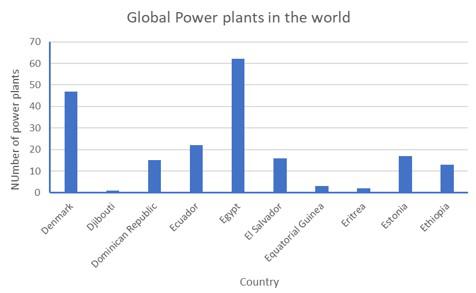 Global Power plants in the world
NUmber of power plants
70
60
50
40
30
20
10
0
Denmark
Djibouti
Dominican Republic
Ecuador
Egypt
El Salvador
Equatorial Guinea
Eritrea
Estonia
Ethiopia
Country